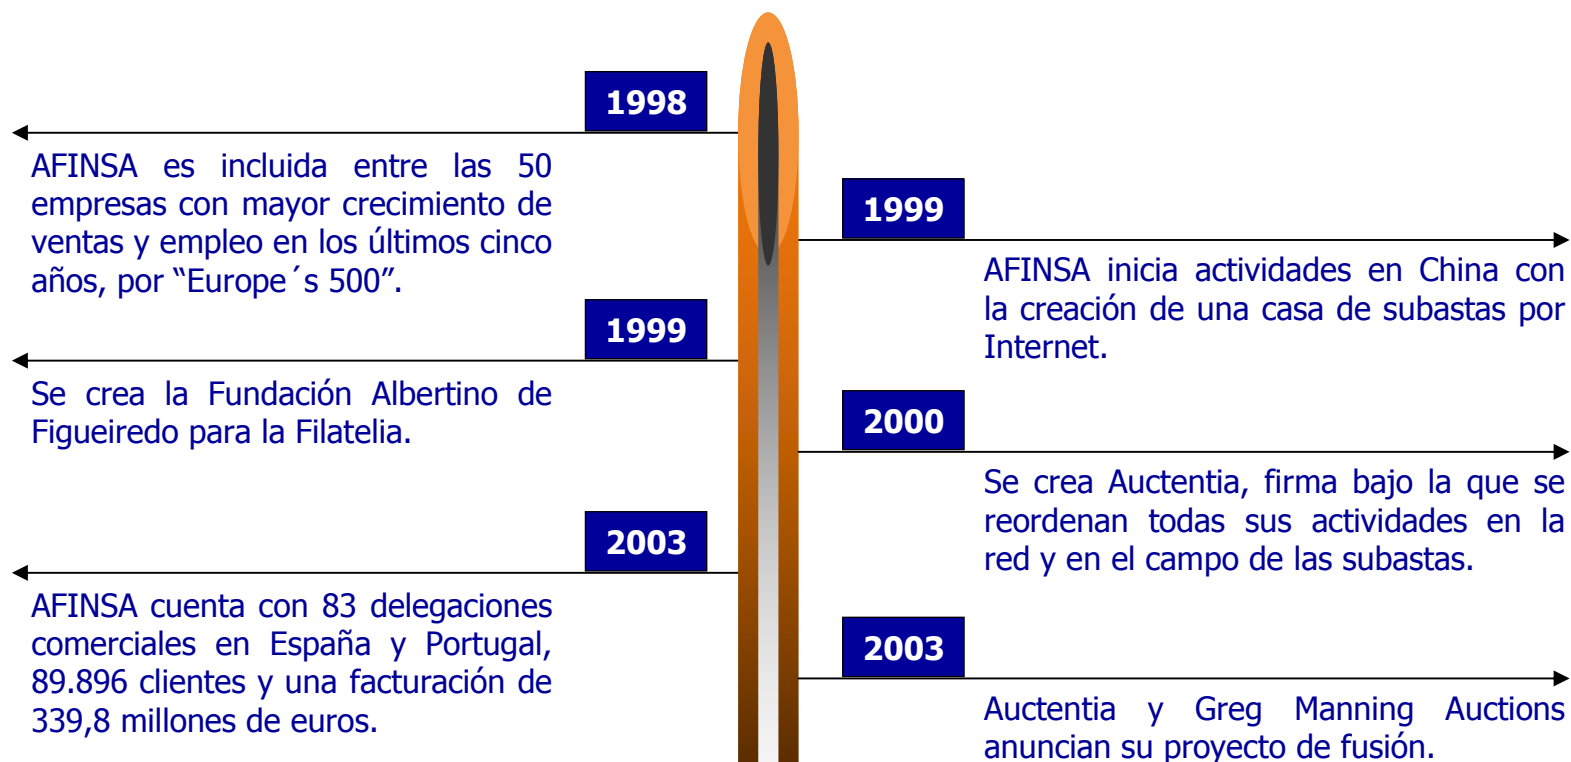 1998
AFINSA es incluida entre las 50
empresas con mayor crecimiento de
ventas y empleo en los últimos cinco
años, por “Europe´s 500”.
1999
AFINSA inicia actividades en China con
la creación de una casa de subastas por
Internet.
1999
Se crea la Fundación Albertino de
Figueiredo para la Filatelia.
2000
Se crea Auctentia, firma bajo la que se
reordenan todas sus actividades en la
red y en el campo de las subastas.
2003
AFINSA cuenta con 83 delegaciones
comerciales en España y Portugal,
89.896 clientes y una facturación de
339,8 millones de euros.
2003
Auctentia y Greg Manning Auctions
anuncian su proyecto de fusión.